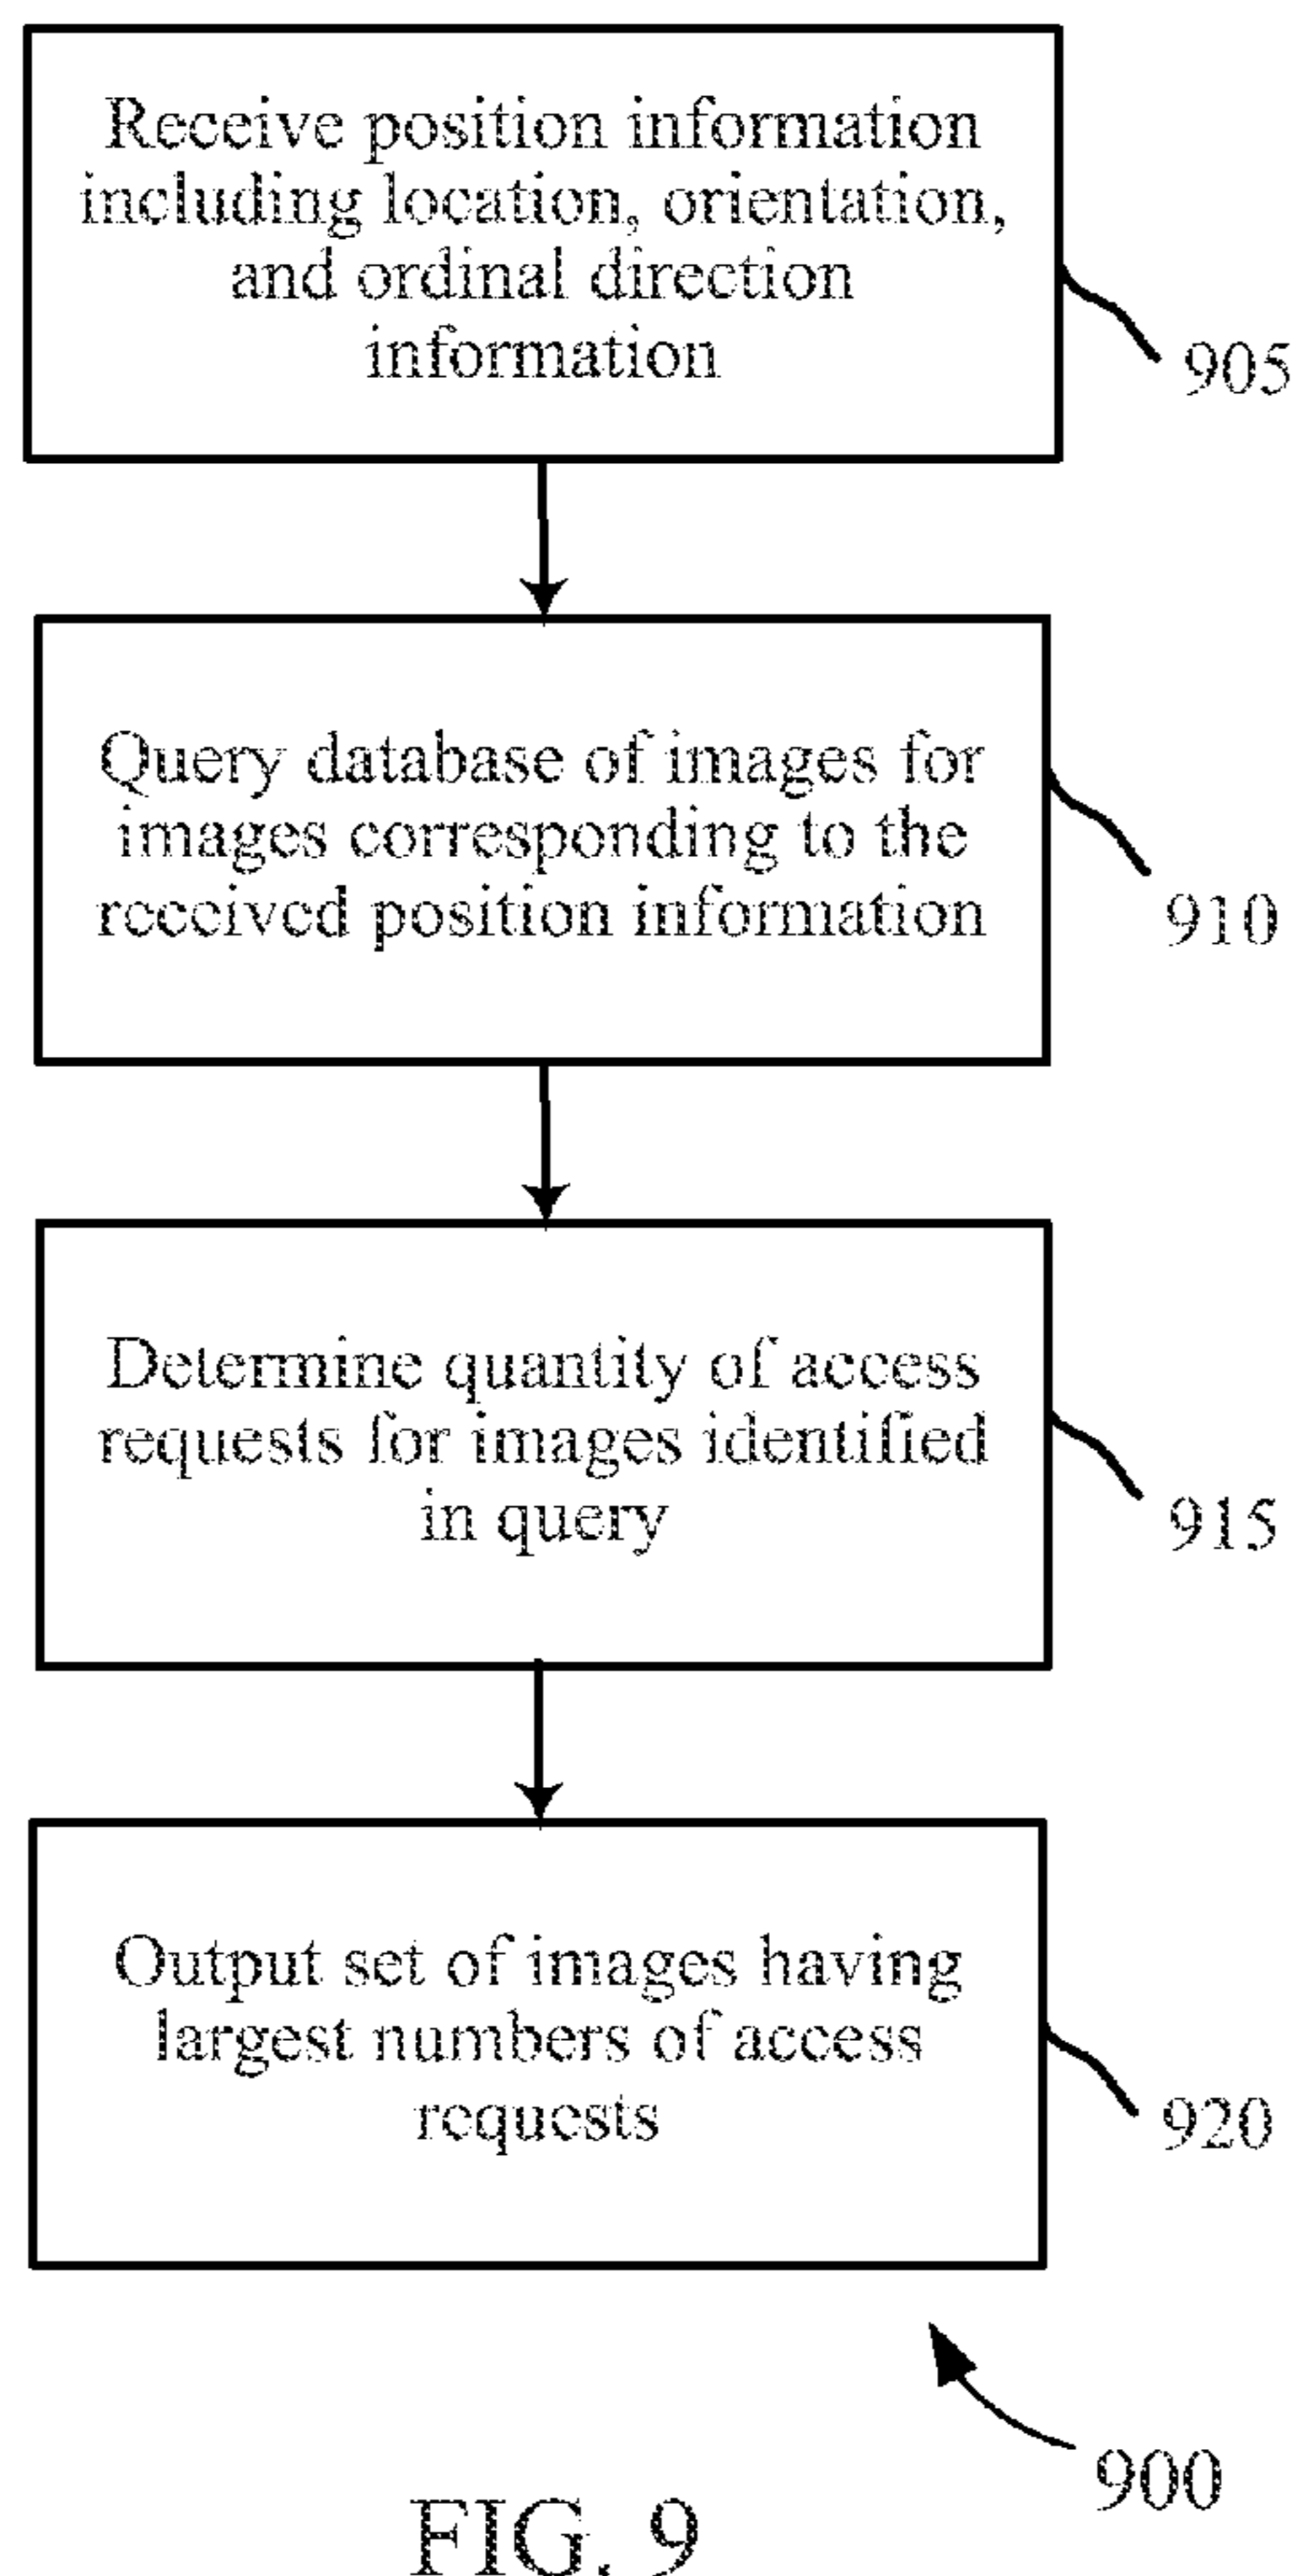 Receive position information
including location, orientation,
and ordinal direction
information
905
Query database of images for
images corresponding to the
received position information
910
Determine quantity of access
requests for images identified
in query
915
Output set of images having
largest numbers of access
requests
920
900
FIG. 9